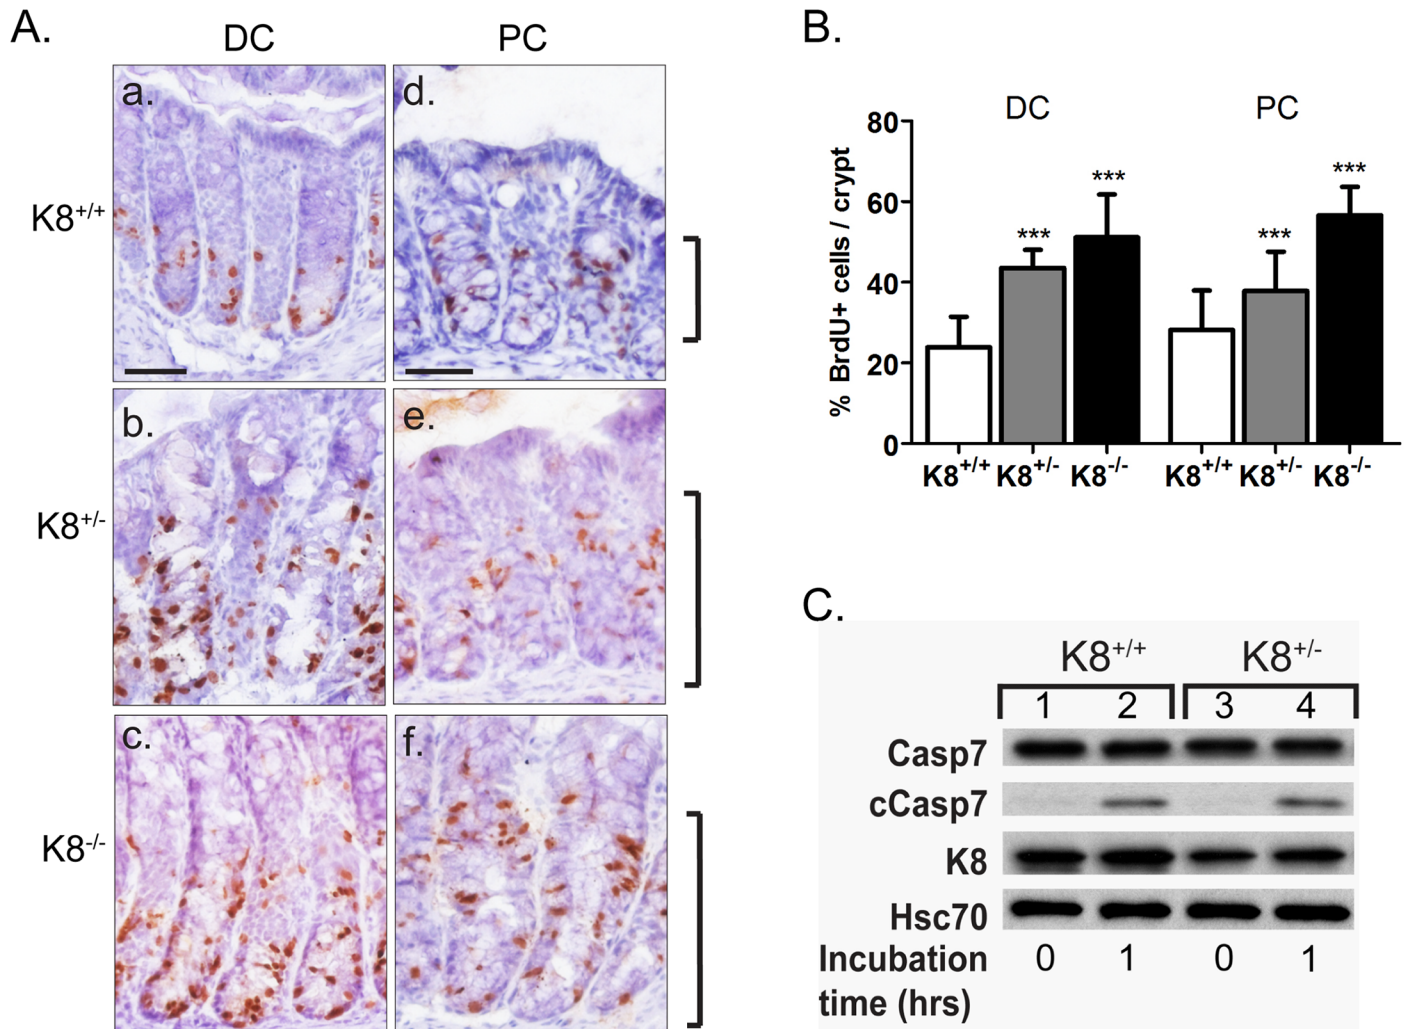 A.
DC PC
a. d.
K8+/+
b. e.
K8+/-
c. f.
K8-/-
B.
DC PC
% BrdU+ cells / crypt
80
60
40
20
0
*** *** *** ***
K8+/+ K8+/- K8-/- K8+/+ K8+/- K8-/-
C.
K8+/+ K8+/-
1 2 3 4
Casp7
cCasp7
K8
Hsc70
Incubation 0 1 0 1
time (hrs)